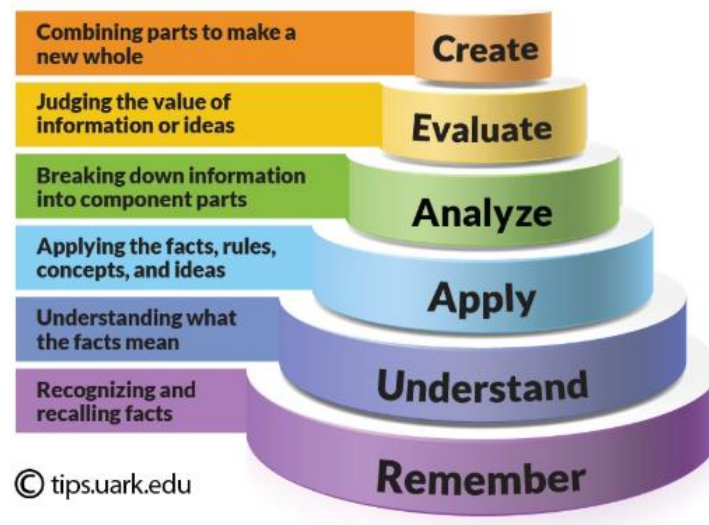 Combining parts to make a
new whole
Create
Judging the value of
information or ideas
Evaluate
Breaking down information
into component parts
Analyze
Applying the facts, rules,
concepts, and ideas
Apply
Understanding what
the facts mean
Understand
Recognizing and
recalling facts
Remember
© tips.uark.edu